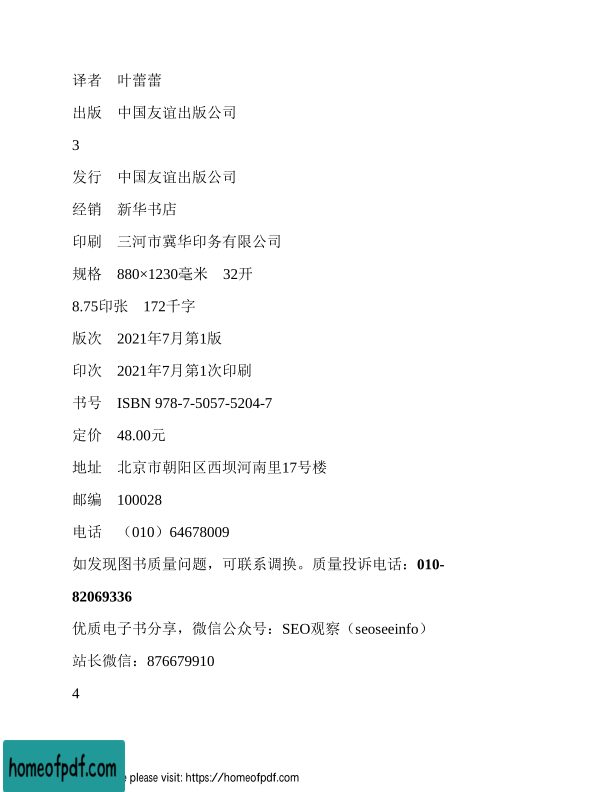 译者　叶蕾蕾
出版　中国友谊出版公司
3
发行　中国友谊出版公司
经销　新华书店
印刷　三河市冀华印务有限公司
规格　880×1230毫米　32开
8.75印张　172千字
版次　2021年7月第1版
印次　2021年7月第1次印刷
书号　ISBN 978-7-5057-5204-7
定价　48.00元
地址　北京市朝阳区西坝河南里17号楼
邮编　100028
电话　（010）64678009
如发现图书质量问题，可联系调换。质量投诉电话：010-
82069336
优质电子书分享，微信公众号：SEO观察（seoseeinfo）
站长微信：876679910
4
homeofpdf.com
please visit: https://homeofpdf.com